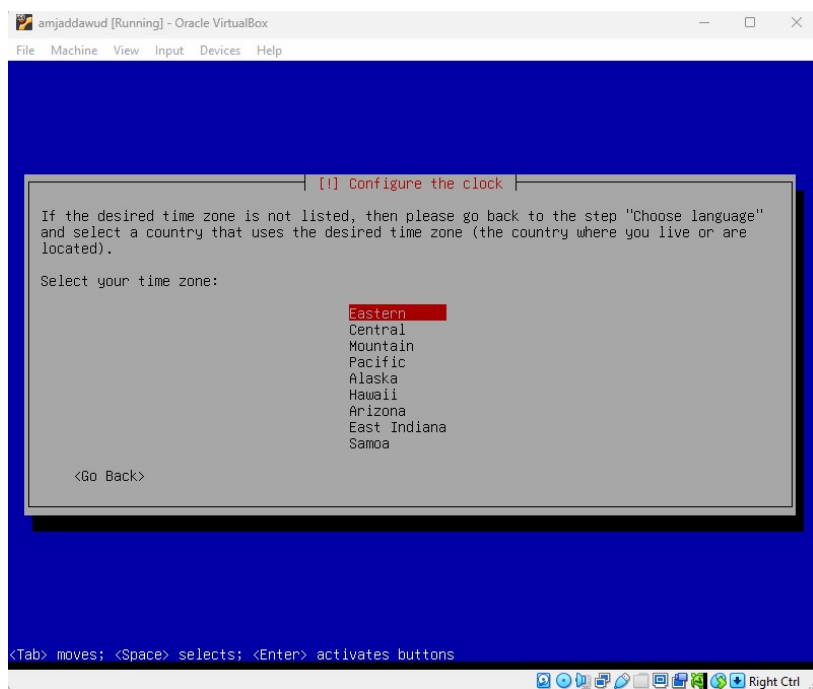 amjaddawud [Running] - Oracle VirtualBox
File Machine View Input Devices Help
[!] Configure the clock
If the desired time zone is not listed, then please go back to the step "Choose language"
and select a country that uses the desired time zone (the country where you live or are
located).
Select your time zone:
Eastern
Central
Mountain
Pacific
Alaska
Hawaii
Arizona
East Indiana
Samoa
<Go Back>
<Tab> moves; <Space> selects; <Enter> activates buttons
Right Ctrl